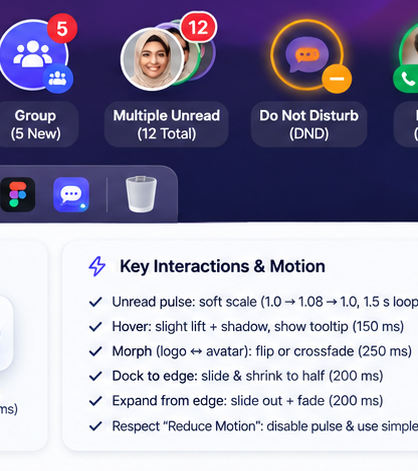 5
12
Group
(5 New)
Multiple Unread
(12 Total)
Do Not Disturb
(DND)
Key Interactions & Motion
Unread pulse: soft scale (1.0 → 1.08 → 1.0, 1.5 s loop
Hover: slight lift + shadow, show tooltip (150 ms)
Morph (logo ↔ avatar): flip or crossfade (250 ms)
Dock to edge: slide & shrink to half (200 ms)
Expand from edge: slide out + fade (200 ms)
Respect “Reduce Motion”: disable pulse & use simple
ms)